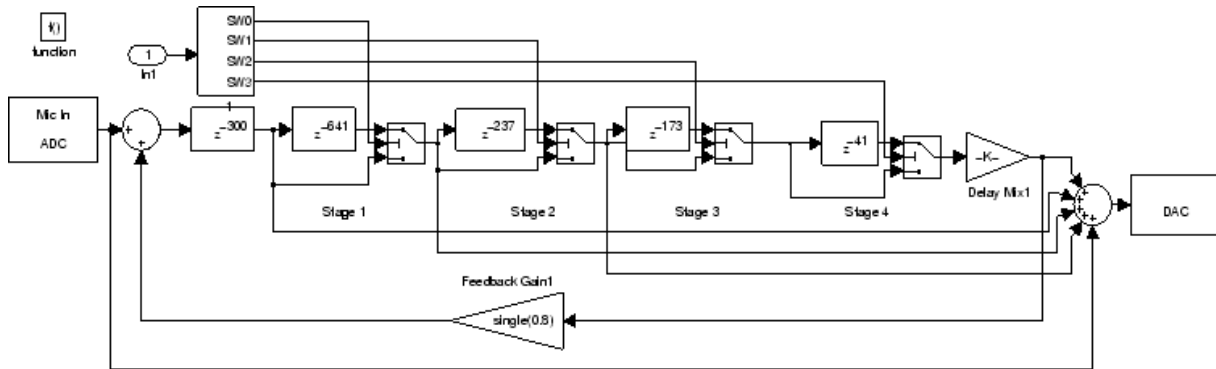 f()
function
1
In1
SW0
SW1
SW2
SW3
1
Mic In
ADC
+
+
z-300
z-641
z-237
z-173
z-41
-K-
Delay Mix1
Stage 1
Stage 2
Stage 3
Stage 4
+
+
+
+
+
DAC
Feedback Gain1
single(0.8)